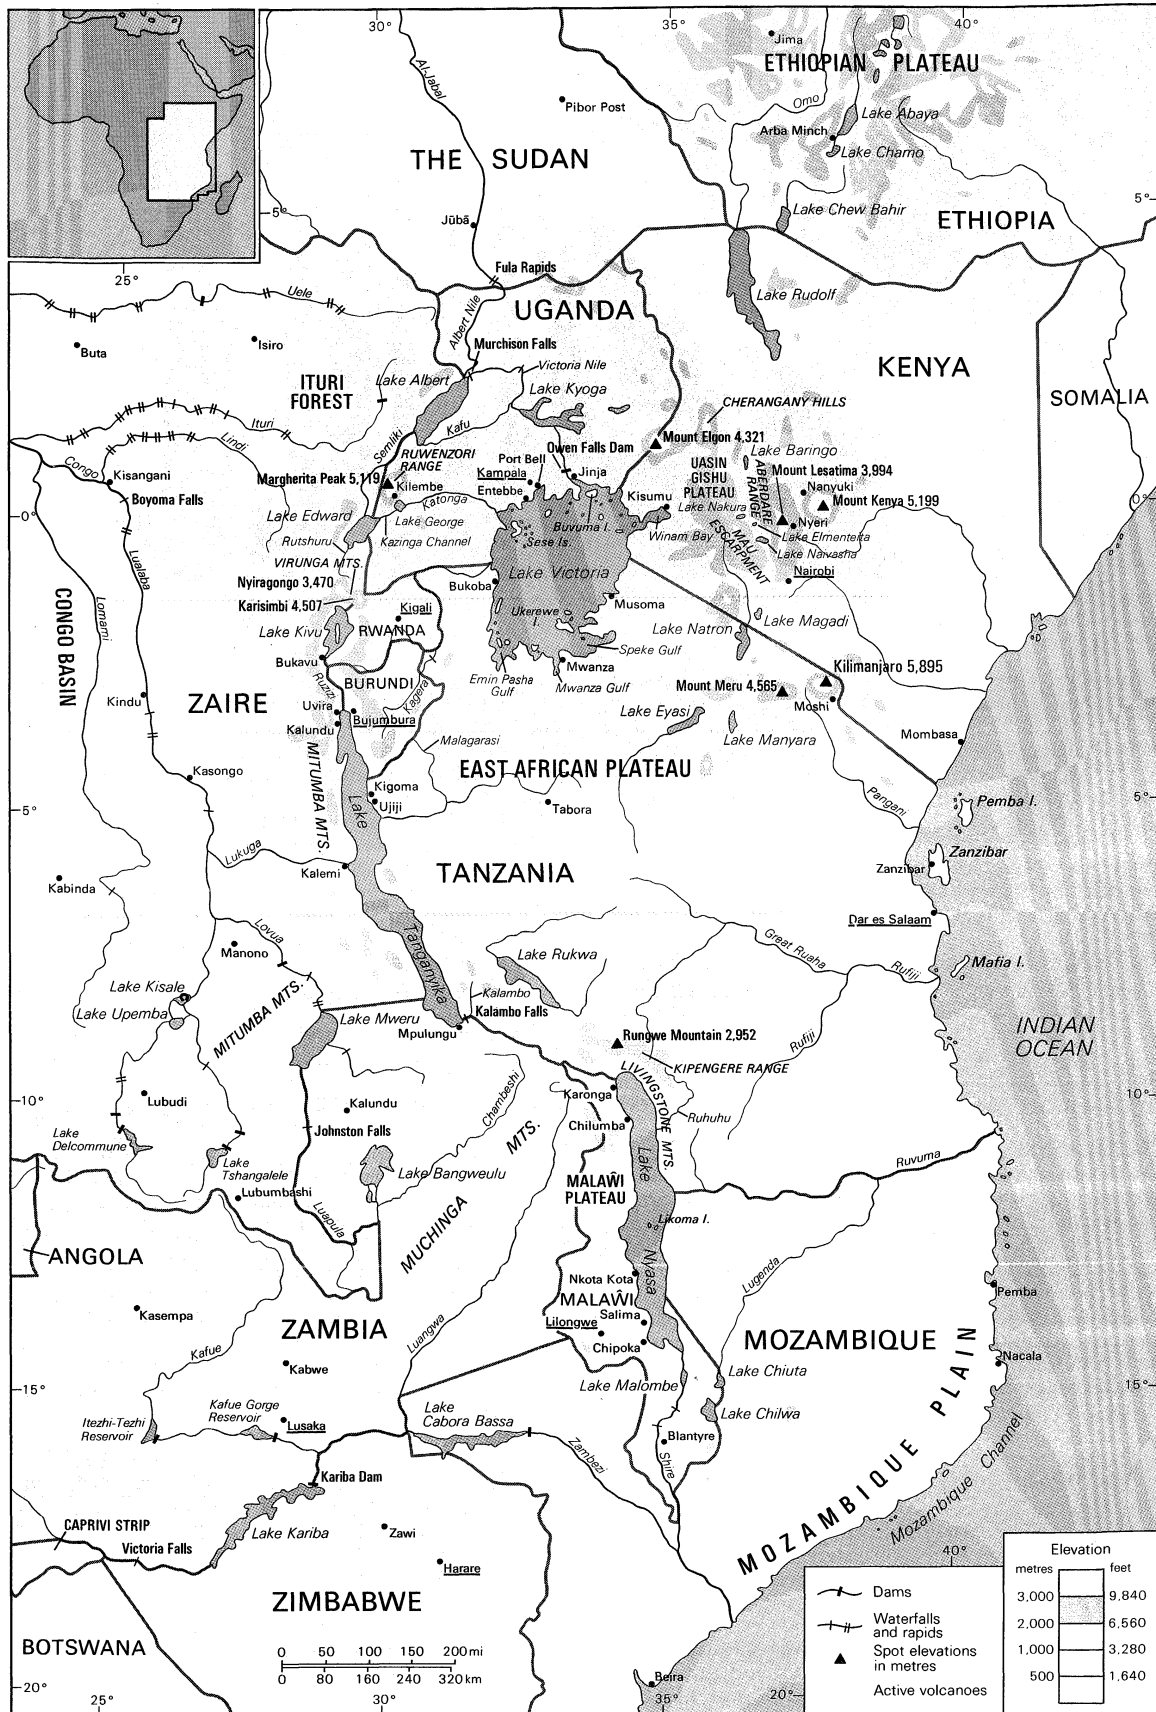 30°
35°
40°
Jima
ETHIOPIAN PLATEAU
Al-Jabal
Pibor Post
Omo
Lake Abaya
Arba Minch
Lake Chamo
THE SUDAN
5°
Lake Chew Bahir
5°
ETHIOPIA
Jūbā
25°
Fula Rapids
Uele
UGANDA
Lake Rudolf
Albert Nile
Buta
Isiro
Murchison Falls
KENYA
Victoria Nile
ITURI
FOREST
Lake Albert
Lake Kyoga
SOMALIA
CHERANGANY HILLS
Ituri
Kafu
Lindi
Semliki
Mount Elgon 4,321
Owen Falls Dam
Lake Baringo
Congo
Kisangani
RUWENZORI
RANGE
Port Bell
UASIN
GISHU
PLATEAU
ABERDARE
RANGE
Mount Lesatima 3,994
Margherita Peak 5,119
Kampala
Jinja
Kilembe
Nanyuki
Boyoma Falls
Entebbe
Kisumu
Mount Kenya 5,199
Katonga
Lake Nakura
0°
0°
Lake Edward
Lake George
Buvuma I.
Nyeri
Kazinga Channel
Sese Is.
Winam Bay
Lake Elmenteita
Rutshuru
MAU
ESCARPMENT
Lake Naivasha
VIRUNGA MTS.
Lake Victoria
Nairobi
Lualaba
Nyiragongo 3,470
Bukoba
CONGO BASIN
Lomami
Karisimbi 4,507
Kigali
Ukerewe
I.
Musoma
Lake Magadi
Lake Kivu
RWANDA
Lake Natron
Speke Gulf
Bukavu
Mwanza
Kilimanjaro 5,895
BURUNDI
Emin Pasha
Gulf
Mwanza Gulf
Mount Meru 4,565
Ruzizi
Kagera
Kindu
ZAIRE
Uvira
Bujumbura
Moshi
Kalundu
Lake Eyasi
Lake Manyara
Mombasa
Malagarasi
MITUMBA MTS.
EAST AFRICAN PLATEAU
Kasongo
Kigoma
Ujiji
Pangani
Pemba I.
5°
5°
Tabora
Lake
Tanganyika
Lukuga
Zanzibar
Kalemi
Zanzibar
TANZANIA
Kabinda
Dar es Salaam
Lovua
Great Ruaha
Manono
Lake Rukwa
Rufiji
Mafia I.
Lake Kisale
Kalambo
MITUMBA MTS.
Lake Upemba
Lake Mweru
Kalambo Falls
Mpulungu
INDIAN
OCEAN
Rungwe Mountain 2,952
Rufiji
LIVINGSTONE MTS.
KIPENGERE RANGE
Karonga
10°
Lubudi
Kalundu
Chambeshi
10°
Ruhuhu
Chilumba
Lake
Delcommune
Johnston Falls
MUCHINGA MTS.
Lake
Tshangalele
Lake Bangweulu
Ruvuma
MALAŴI
PLATEAU
Lubumbashi
Lake
Nyasa
Luapula
Likoma I.
ANGOLA
Lugenda
Nkota Kota
Pemba
Kasempa
MALAŴI
Salima
ZAMBIA
Luangwa
Lilongwe
MOZAMBIQUE
Kafue
Chipoka
Kabwe
Nacala
15°
Lake Chiuta
15°
Lake Malombe
Itezhi-Tezhi
Reservoir
Kafue Gorge
Reservoir
Lusaka
Lake
Cabora Bassa
Lake Chilwa
Blantyre
Zambezi
Shire
Kariba Dam
MOZAMBIQUE PLAIN
Mozambique Channel
CAPRIVI STRIP
Lake Kariba
Zawi
Victoria Falls
Harare
40°
ZIMBABWE
BOTSWANA
0 50 100 150 200 mi
0 80 160 240 320 km
Beira
20°
25°
30°
35°
20°
Dams
Waterfalls
and rapids
Spot elevations
in metres
Active volcanoes
Elevation
metres feet
3,000 9.840
2,000 6,560
1,000 3.280
500 1,640